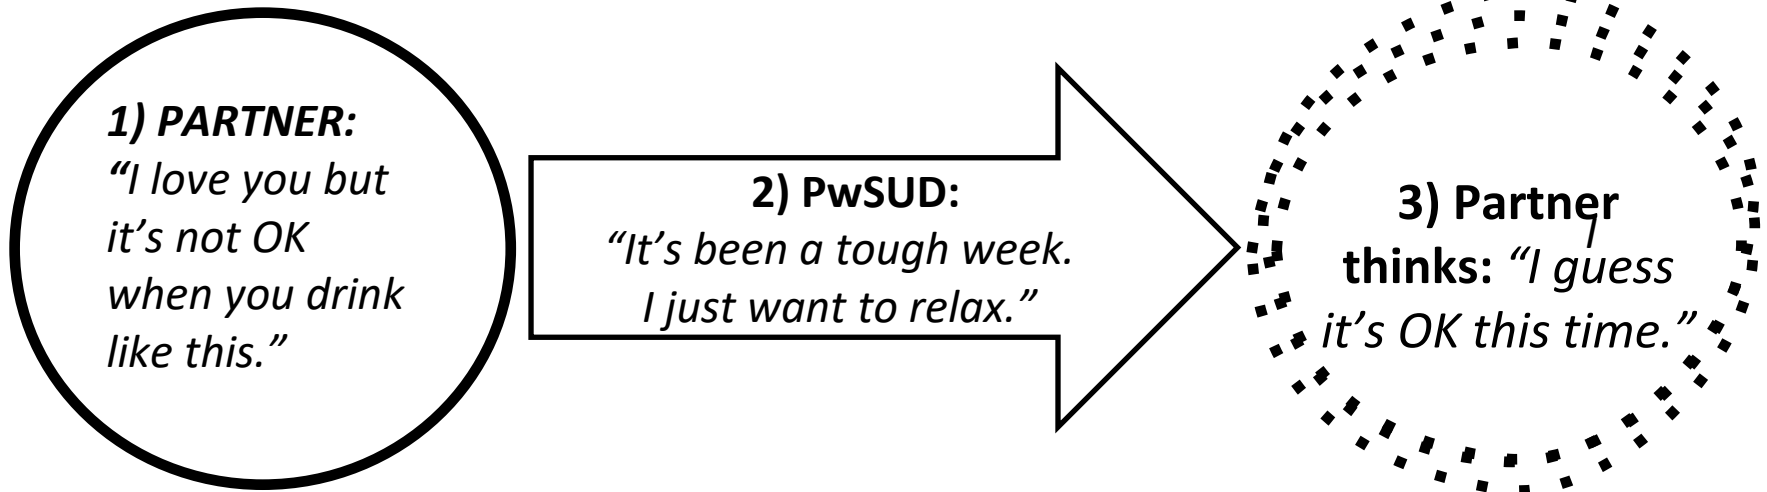 1) PARTNER:
“I love you but
it’s not OK
when you drink
like this.”
2) PwSUD:
“It’s been a tough week.
I just want to relax.”
3) Partner
thinks: “I guess
it’s OK this time.”